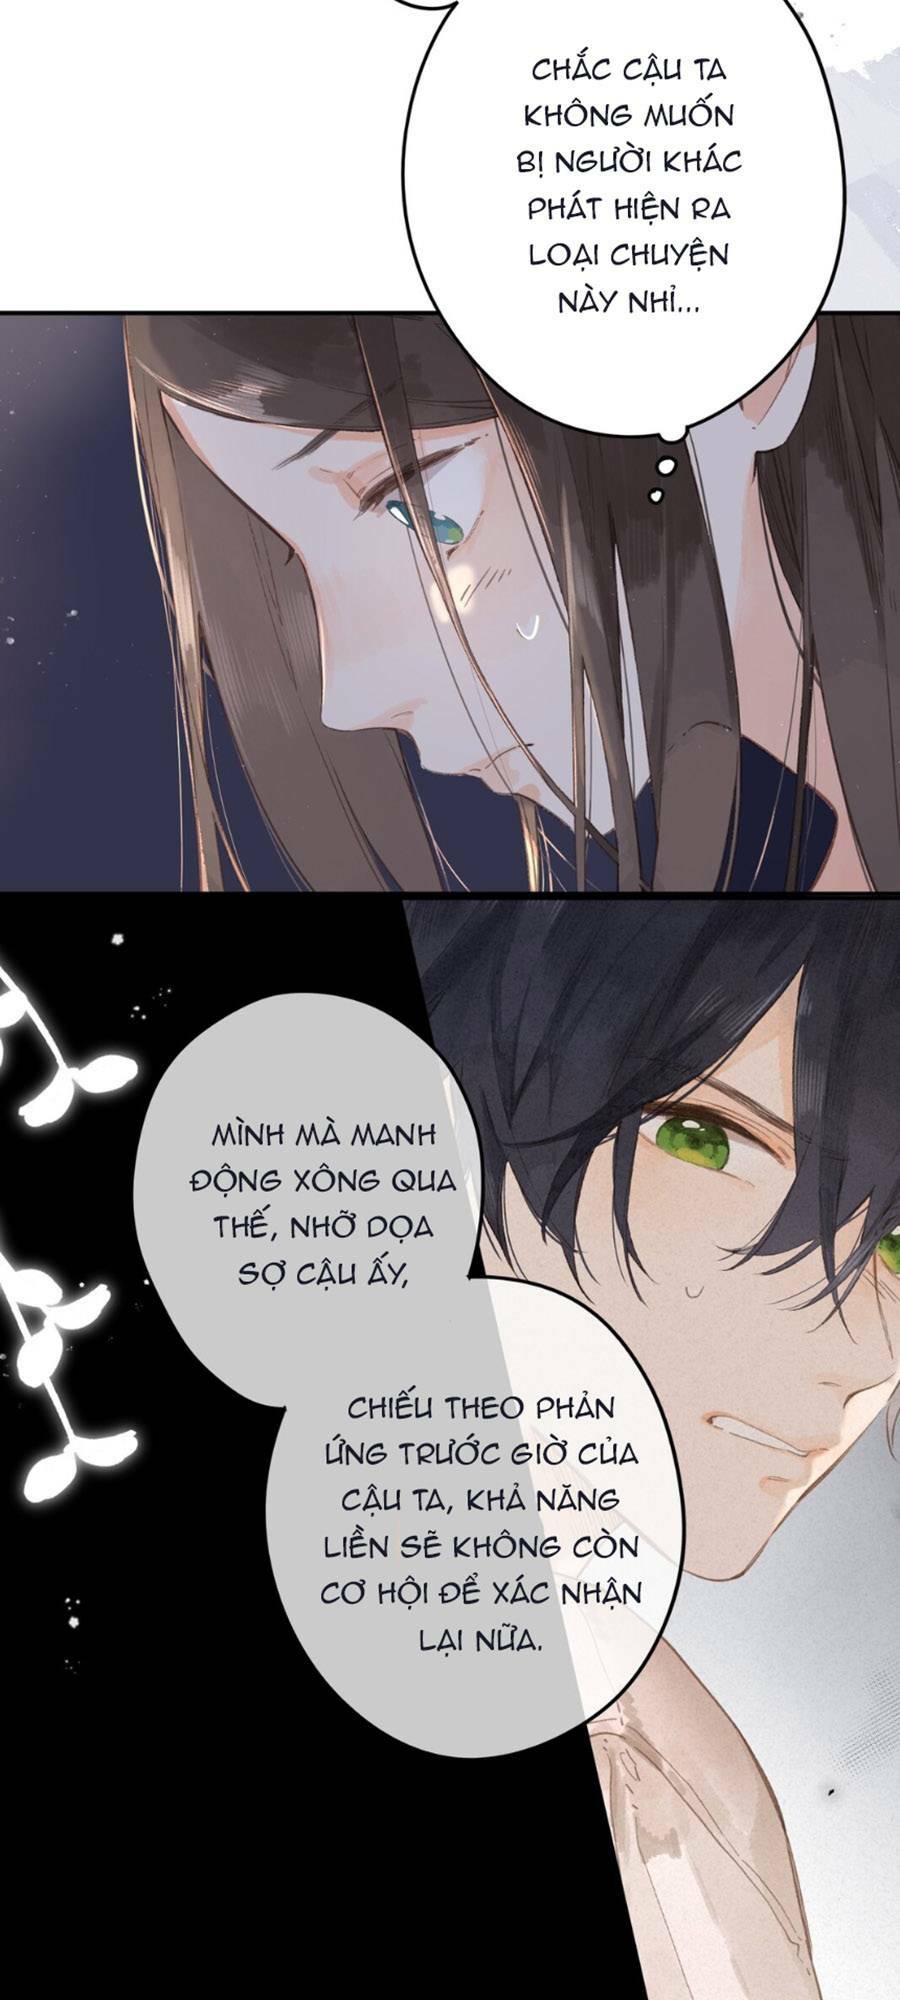 CHẮC CẬU TA
KHÔNG MUỐN
BỊ NGƯỜI KHÁC
PHÁT HIỆN RA
LOẠI CHUYỆN
NÀY NHỈ...
MÌNH MÀ MANH
ĐỘNG XÔNG QUA
THẾ, NHỠ DỌA
SỢ CẬU ẤY,
CHIẾU THEO PHẢN
ỨNG TRƯỚC GIỜ CỦA
CẬU TA, KHẢ NĂNG
LIỀN SẼ KHÔNG CÒN
CƠ HỘI ĐỂ XÁC NHẬN
LẠI NỮA.